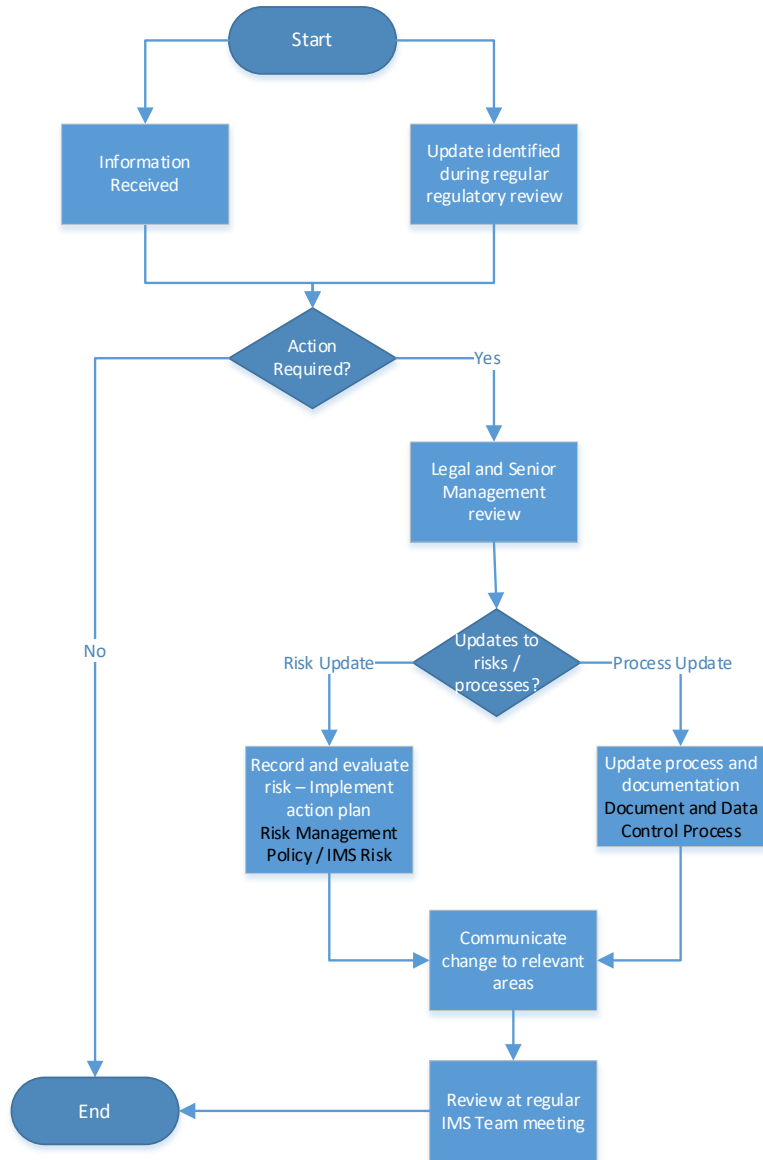 Start
Information
Received
Update identified
during regular
regulatory review
Action
Required?
Yes
Legal and Senior
Management
review
No
Updates to
risks /
processes?
Risk Update
Process Update
Record and evaluate
risk – Implement
action plan
Risk Management
Policy / IMS Risk
Update process and
documentation
Document and Data
Control Process
Communicate
change to relevant
areas
Review at regular
IMS Team meeting
End